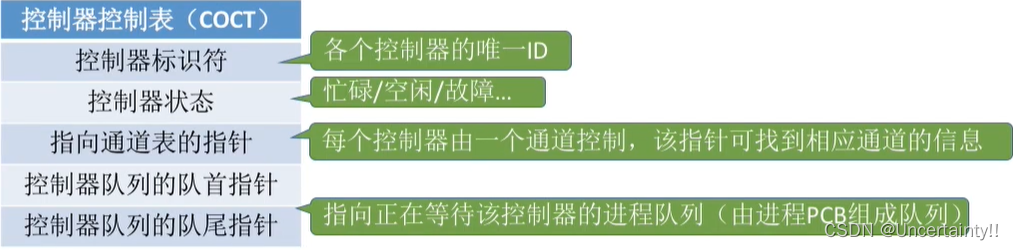 控制器控制表（COCT）
控制器标识符
各个控制器的唯一ID
控制器状态
忙碌/空闲/故障...
指向通道表的指针
每个控制器由一个通道控制，该指针可找到相应通道的信息
控制器队列的队首指针
控制器队列的队尾指针
指向正在等待该控制器的进程队列（由进程PCB组成队列）
CSDN @Uncertainty!!